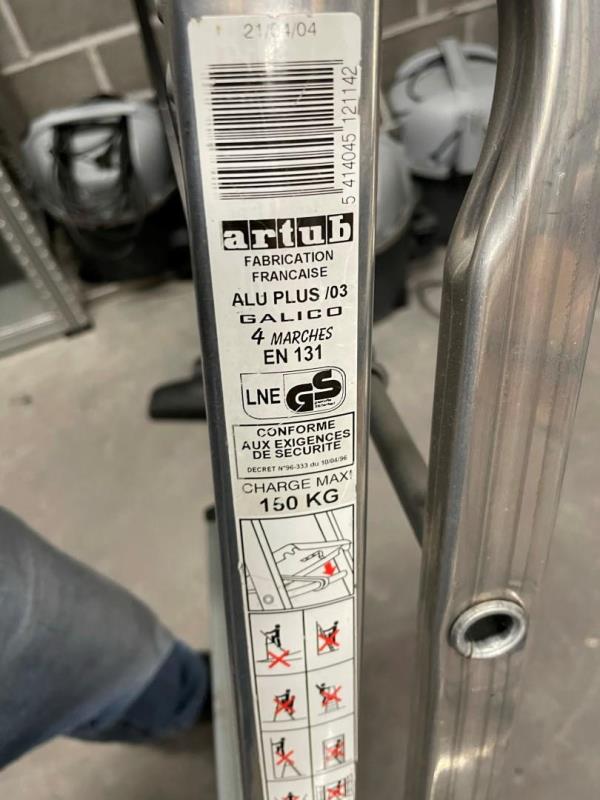 21/04/04
5 414045 121142
artub
FABRICATION
FRANCAISE
ALU PLUS /03
GALICO
4 MARCHES
EN 131
LNE GS
CONFORME
AUX EXIGENCES
DE SECURITE
DECRET N°96-333 du 10/04/96
CHARGE MAXI
150 KG